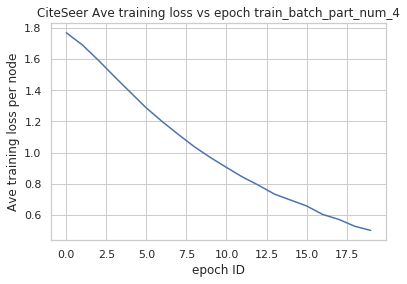 CiteSeer Ave training loss vs epoch train_batch_part_num_4
Ave training loss per node
1.8
1.6
1.4
1.2
1.0
0.8
0.6
0.0 2.5 5.0 7.5 10.0 12.5 15.0 17.5
epoch ID